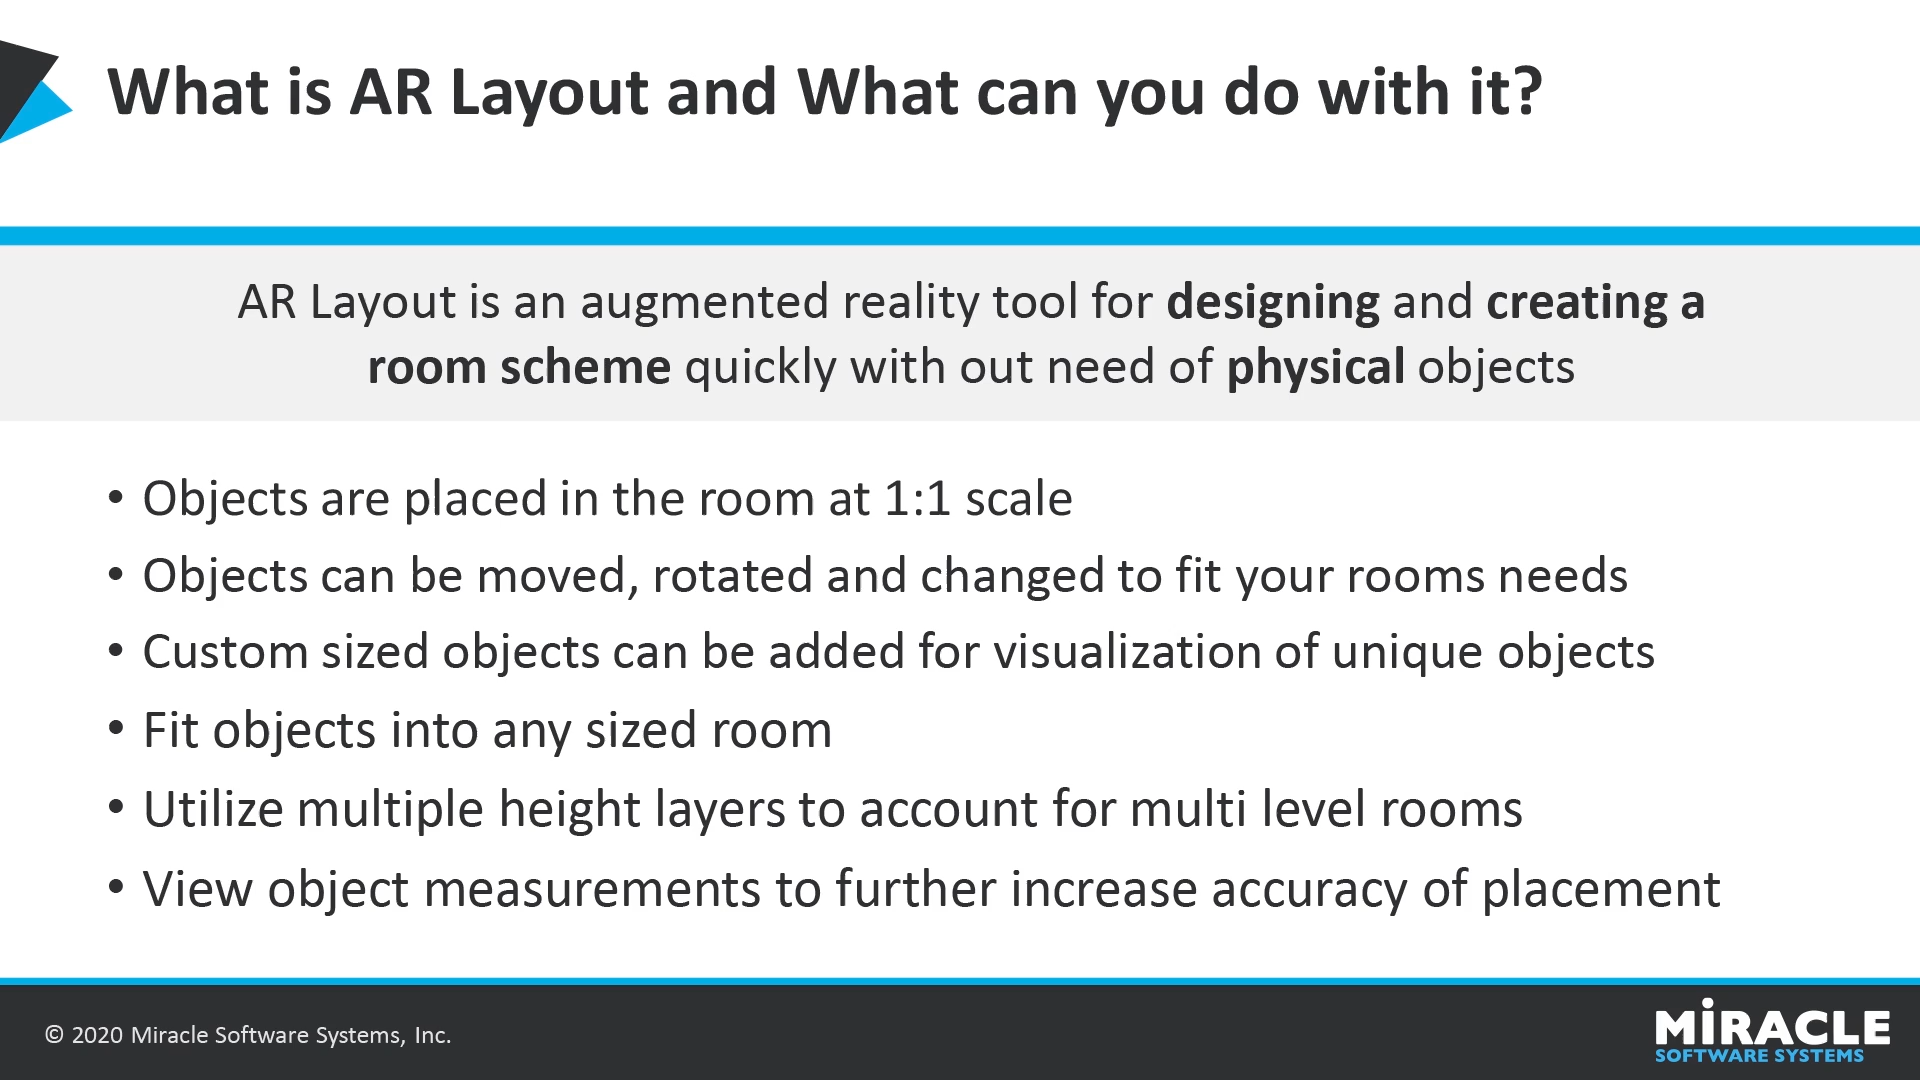 What is AR Layout and What can you do with it?
AR Layout is an augmented reality tool for designing and creating a
room scheme quickly with out need of physical objects
• Objects are placed in the room at 1:1 scale
• Objects can be moved, rotated and changed to fit your rooms needs
• Custom sized objects can be added for visualization of unique objects
• Fit objects into any sized room
• Utilize multiple height layers to account for multi level rooms
• View object measurements to further increase accuracy of placement
© 2020 Miracle Software Systems, Inc.
MiRACLE
SOFTWARE SYSTEMS